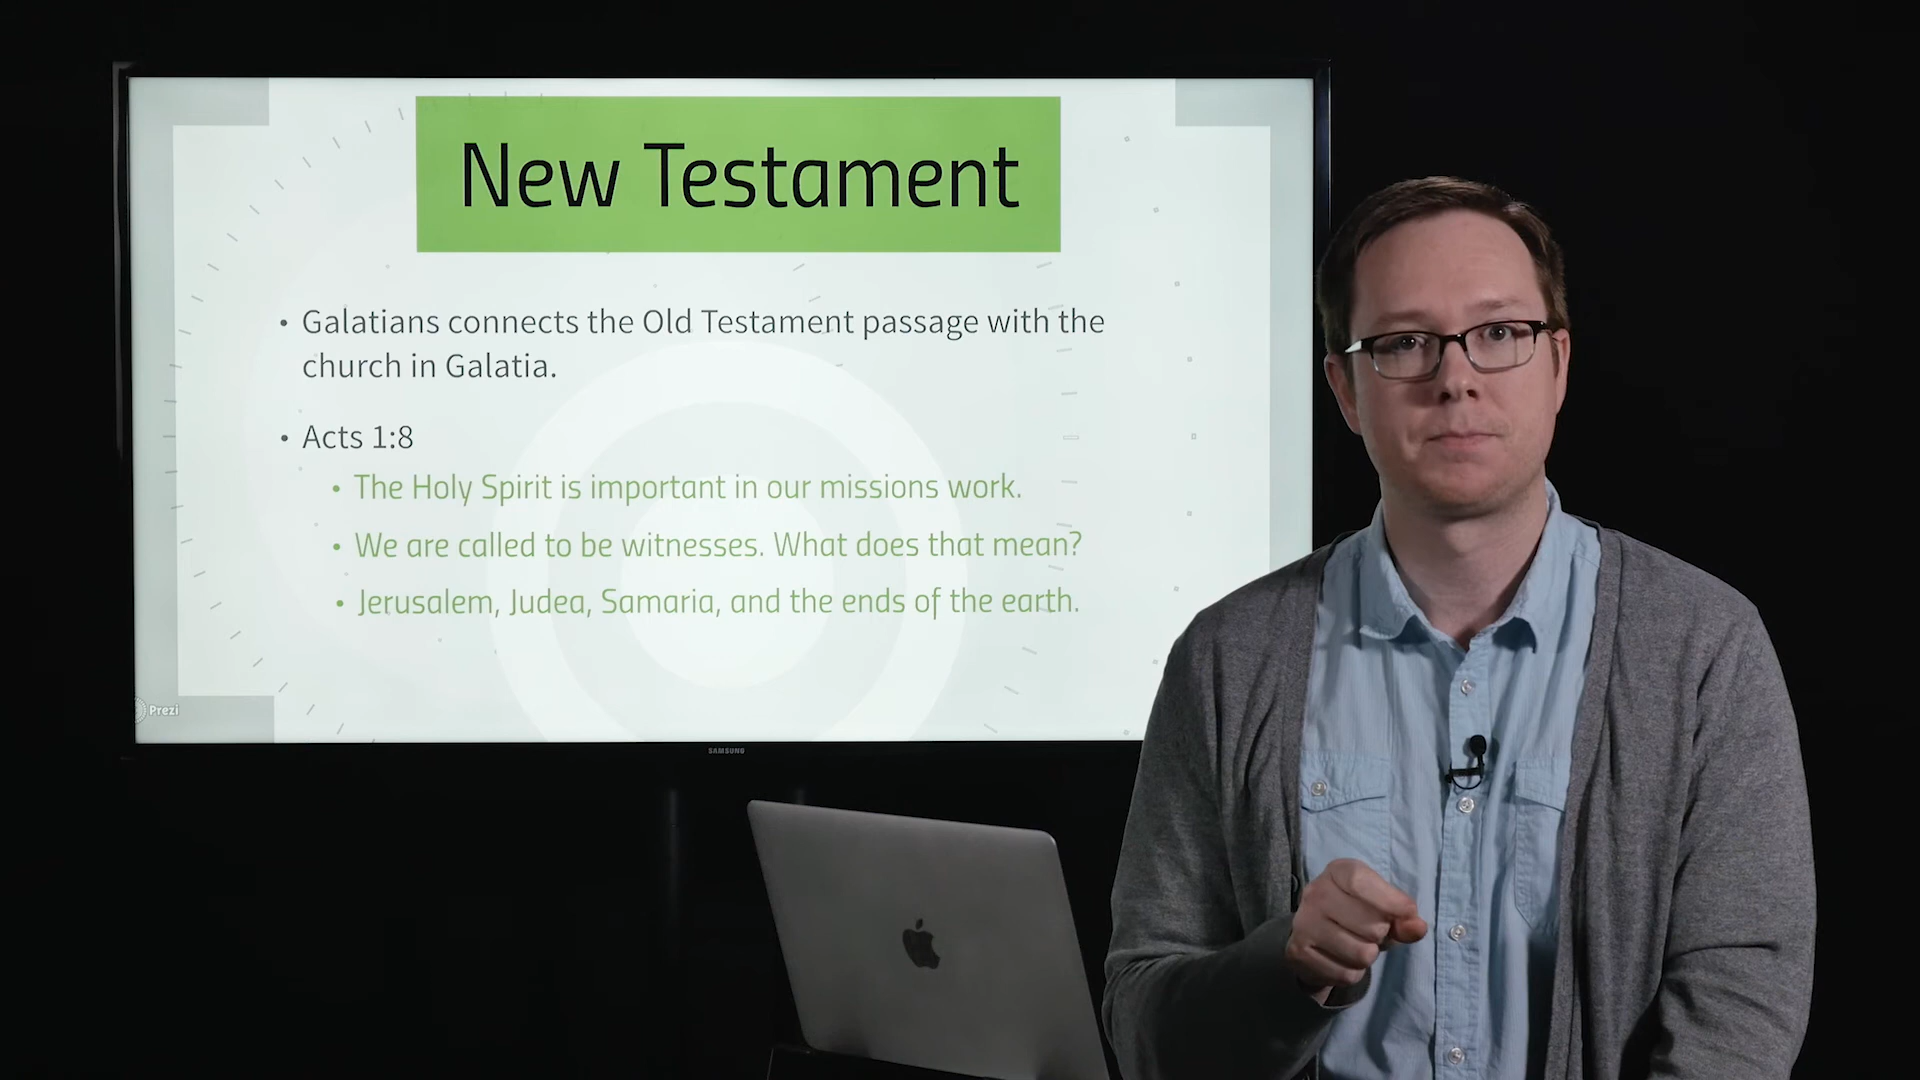 New Testament
• Galatians connects the Old Testament passage with the
church in Galatia.
• Acts 1:8
• The Holy Spirit is important in our missions work.
• We are called to be witnesses. What does that mean?
• Jerusalem, Judea, Samaria, and the ends of the earth.
Prezi
SAMSUNG